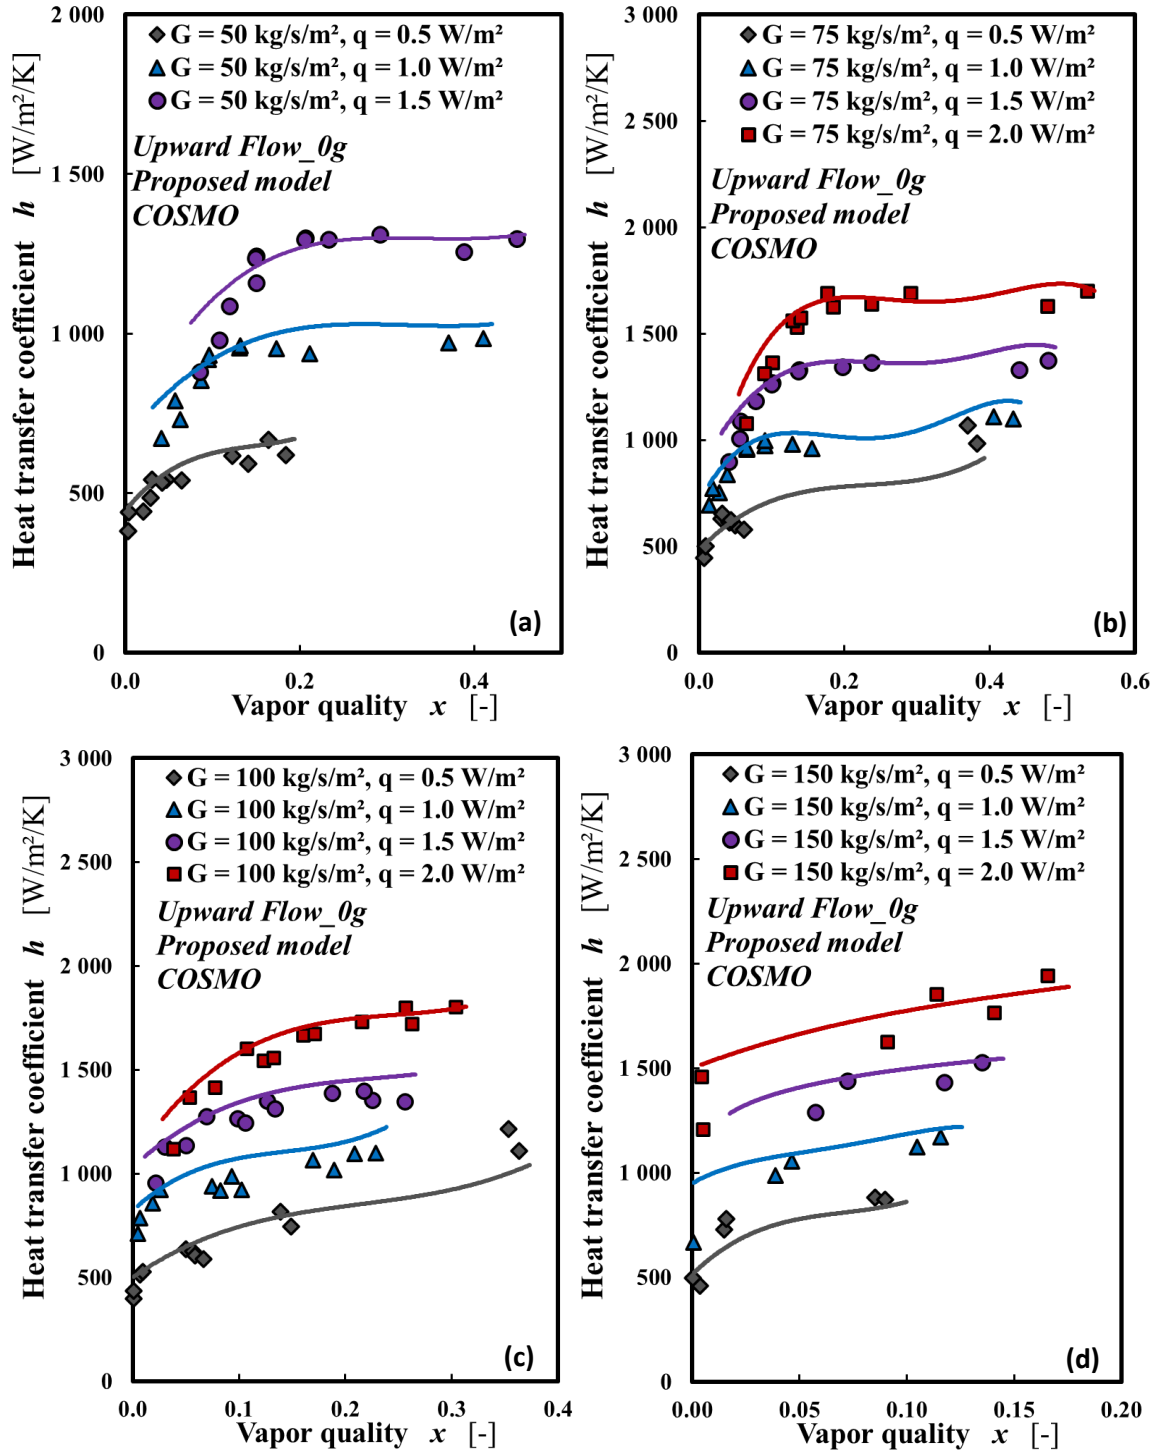 2 000
1 500
1 000
500
0
Heat transfer coefficient h [W/m²/K]
G = 50 kg/s/m², q = 0.5 W/m²
G = 50 kg/s/m², q = 1.0 W/m²
G = 50 kg/s/m², q = 1.5 W/m²
Upward Flow_0g
Proposed model
COSMO
(a)
0.0 0.2 0.4
Vapor quality x [-]
3 000
2 500
2 000
1 500
1 000
500
0
Heat transfer coefficient h [W/m²/K]
G = 75 kg/s/m², q = 0.5 W/m²
G = 75 kg/s/m², q = 1.0 W/m²
G = 75 kg/s/m², q = 1.5 W/m²
G = 75 kg/s/m², q = 2.0 W/m²
Upward Flow_0g
Proposed model
COSMO
(b)
0.0 0.2 0.4 0.6
Vapor quality x [-]
3 000
2 500
2 000
1 500
1 000
500
0
Heat transfer coefficient h [W/m²/K]
G = 100 kg/s/m², q = 0.5 W/m²
G = 100 kg/s/m², q = 1.0 W/m²
G = 100 kg/s/m², q = 1.5 W/m²
G = 100 kg/s/m², q = 2.0 W/m²
Upward Flow_0g
Proposed model
COSMO
(c)
0.0 0.1 0.2 0.3 0.4
Vapor quality x [-]
3 000
2 500
2 000
1 500
1 000
500
0
Heat transfer coefficient h [W/m²/K]
G = 150 kg/s/m², q = 0.5 W/m²
G = 150 kg/s/m², q = 1.0 W/m²
G = 150 kg/s/m², q = 1.5 W/m²
G = 150 kg/s/m², q = 2.0 W/m²
Upward Flow_0g
Proposed model
COSMO
(d)
0.00 0.05 0.10 0.15 0.20
Vapor quality x [-]